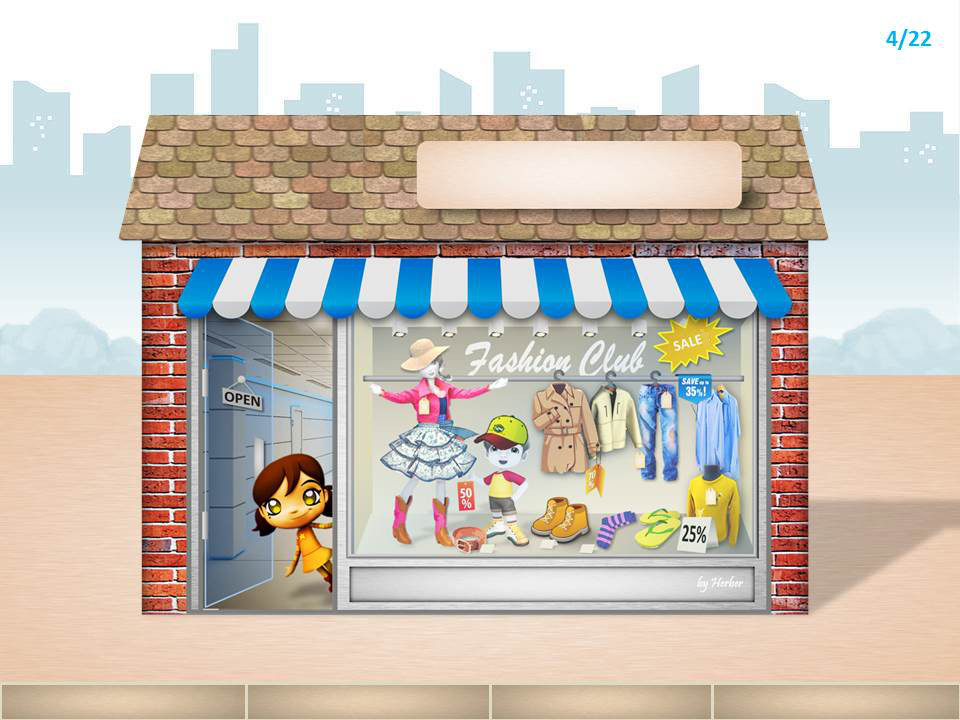 4/22
Fashion Club
SALE
SAVE up to
35%!
OPEN
50
%
25%
by Herber